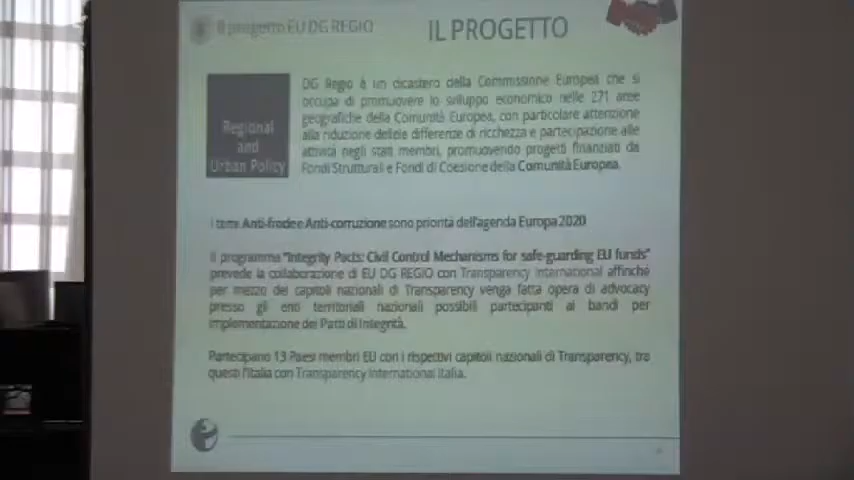 Il progetto EU DG REGIO
IL PROGETTO
Regional
and
Urban Policy
DG Regio è un dicastero della Commissione Europea che si
occupa di promuovere lo sviluppo economico nelle 271 aree
geografiche della Comunità Europea, con particolare attenzione
alla riduzione delle differenze di ricchezza e partecipazione alle
attività negli stati membri, promuovendo progetti finanziati da
Fondi Strutturali e Fondi di Coesione della Comunità Europea.
I temi Anti-frode e Anti-corruzione sono priorità dell'agenda Europa 2020
Il programma "Integrity Pacts: Civil Control Mechanisms for safe-guarding EU funds"
prevede la collaborazione di EU DG REGIO con Transparency International affinché
per mezzo dei capitoli nazionali di Transparency venga fatta opera di advocacy
presso gli enti territoriali nazionali possibili partecipanti ai bandi per
implementazione dei Patti di Integrità.
Partecipano 13 Paesi membri EU con i rispettivi capitoli nazionali di Transparency, tra
questi l'Italia con Transparency International Italia.